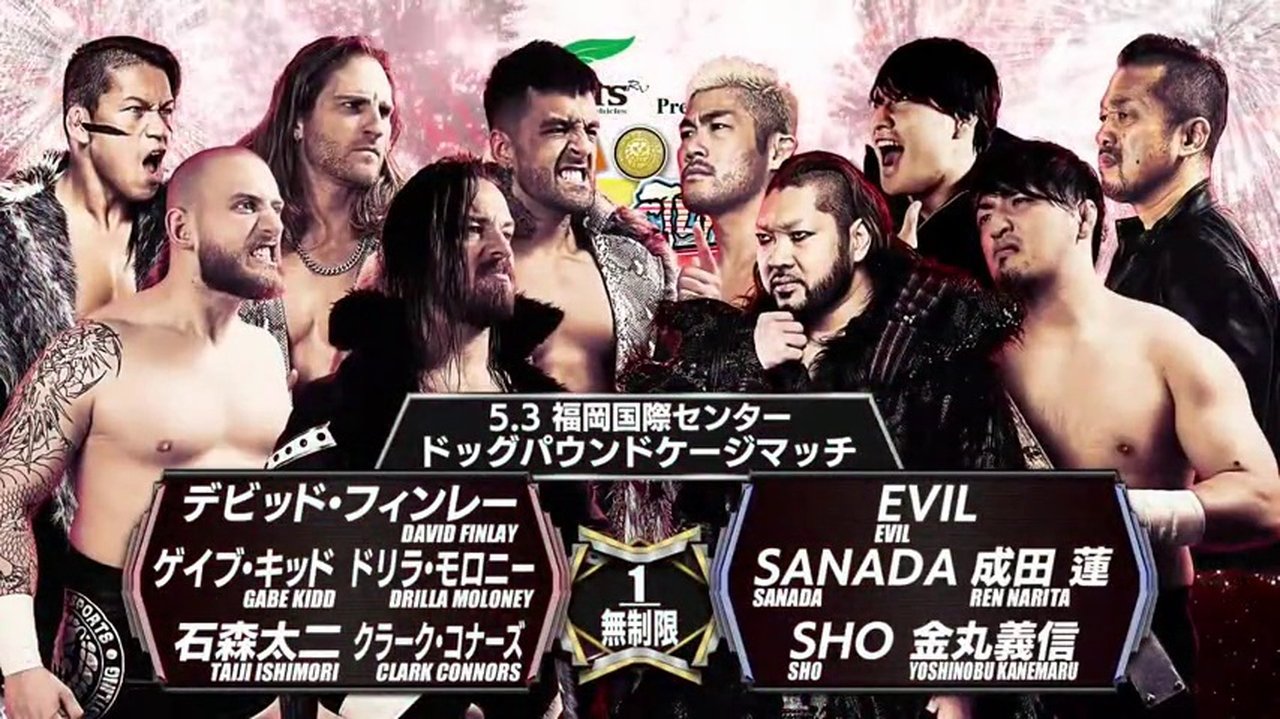 Pre
5.3 福岡国際センター
ドッグパウンドケージマッチ
デビッド・フィンレー
DAVID FINLAY
ゲイブ・キッド ドリラ・モロニー
GABE KIDD DRILLA MOLONEY
石森太二 クラーク・コナーズ
TAIJI ISHIMORI CLARK CONNORS
1
無制限
EVIL
EVIL
SANADA 成田 蓮
SANADA REN NARITA
SHO 金丸義信
SHO YOSHINOBU KANEMARU
SPORTS